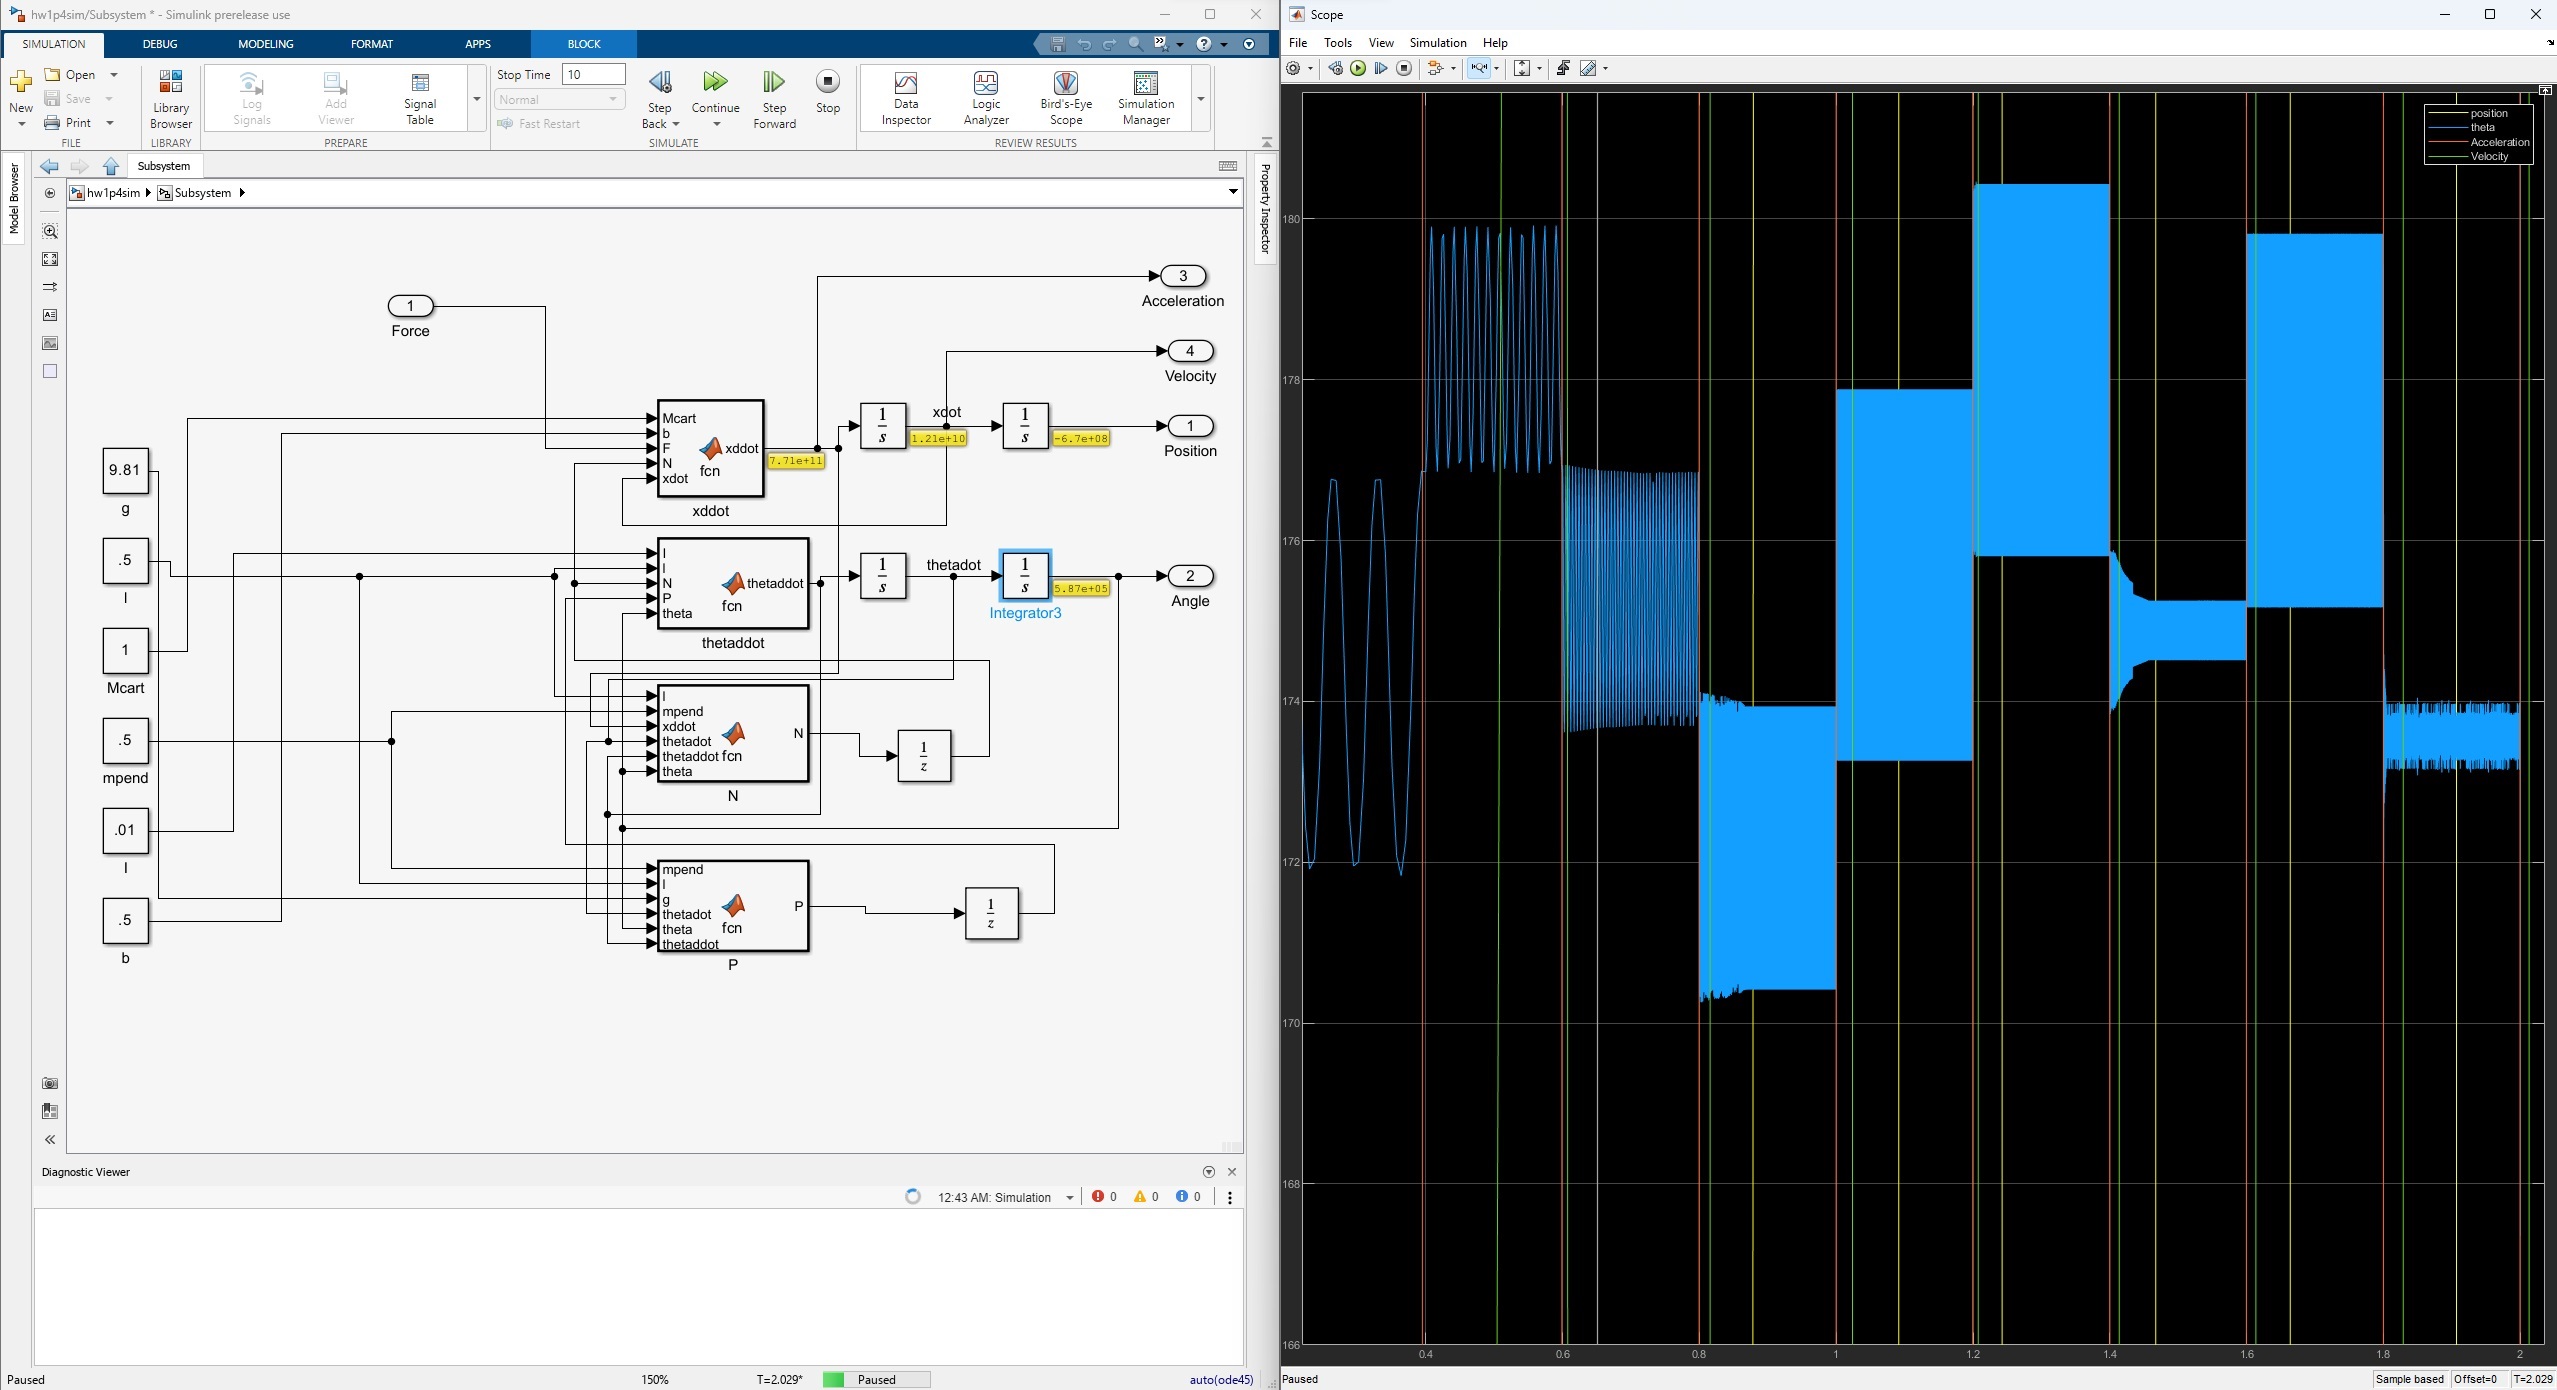 hw1p4sim/Subsystem * - Simulink prerelease use
SIMULATION DEBUG MODELING FORMAT APPS BLOCK
New
Open
Save
Print
FILE
Library
Browser
LIBRARY
Log
Signals
Add
Viewer
Signal
Table
PREPARE
Stop Time 10
Normal
Fast Restart
Step
Back
Continue
Step
Forward
Stop
SIMULATE
Data
Inspector
Logic
Analyzer
Bird's-Eye
Scope
Simulation
Manager
REVIEW RESULTS
Model Browser
Subsystem
hw1p4sim Subsystem
Property Inspector
3
Acceleration
1
Force
4
Velocity
Mcart
b
F
N
xdot
xddot
fcn
xddot
7.71e+11
1
s
1.21e+10
xdot
1
s
-6.7e+08
1
Position
9.81
g
.5
l
1
Mcart
.5
mpend
.01
I
.5
b
I
l
N
P
theta
thetaddot
fcn
thetaddot
1
s
thetadot
1
s
Integrator3
5.87e+05
2
Angle
l
mpend
xddot
thetadot
thetaddot
theta
fcn
N
N
1
z
mpend
l
g
thetadot
theta
thetaddot
fcn
P
P
1
z
Diagnostic Viewer
12:43 AM: Simulation 0 0 0
Paused 150% T=2.029* Paused auto(ode45)
Scope
File Tools View Simulation Help
position
theta
Acceleration
Velocity
180
178
176
174
172
170
168
166
0.4 0.6 0.8 1 1.2 1.4 1.6 1.8 2
Paused Sample based Offset=0 T=2.029